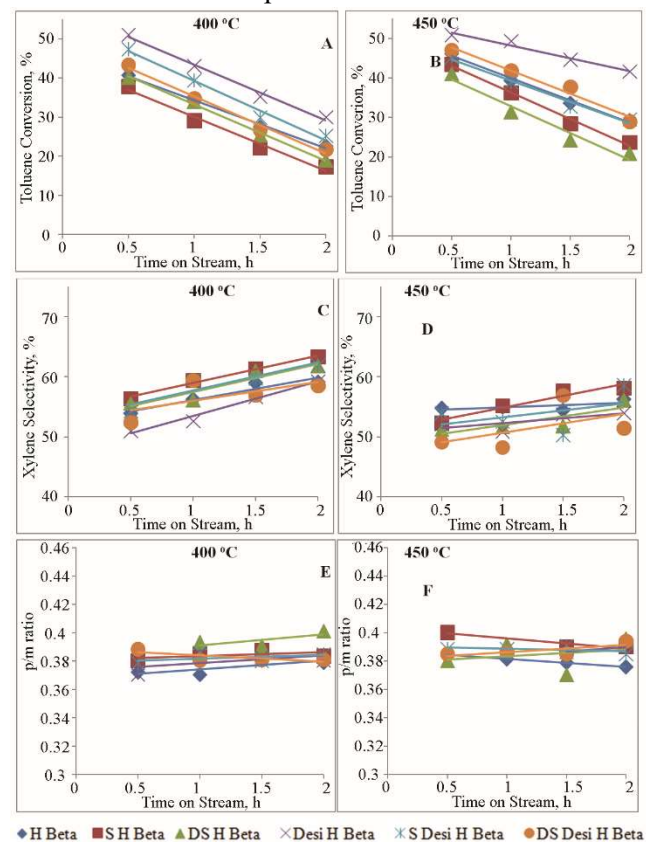 400 °C
450 °C
A
B
50
40
30
20
10
0
Toluene Conversion, %
0
0.5
1
1.5
2
Time on Stream, h
50
40
30
20
10
0
Toluene Converion, %
0
0.5
1
1.5
2
Time on Stream, h
400 °C
450 °C
C
D
70
60
50
40
Xylene Selectivity, %
0
0.5
1
1.5
2
Time on Stream, h
70
60
50
40
Xylene Selectivity, %
0
0.5
1
1.5
2
Time on Stream, h
400 °C
450 °C
E
F
0.46
0.44
0.42
0.4
0.38
0.36
0.34
0.32
0.3
p/m ratio
0
0.5
1
1.5
2
Time on Stream, h
0.46
0.44
0.42
0.4
0.38
0.36
0.34
0.32
0.3
p/m ratio
0
0.5
1
1.5
2
Time on Stream, h
H Beta S H Beta DS H Beta Desi H Beta S Desi H Beta DS Desi H Beta